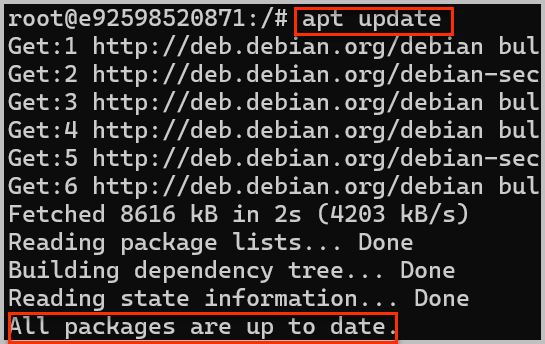 root@e92598520871:/# apt update
Get:1 http://deb.debian.org/debian bul
Get:2 http://deb.debian.org/debian-sec
Get:3 http://deb.debian.org/debian bul
Get:4 http://deb.debian.org/debian bul
Get:5 http://deb.debian.org/debian-sec
Get:6 http://deb.debian.org/debian bul
Fetched 8616 kB in 2s (4203 kB/s)
Reading package lists... Done
Building dependency tree... Done
Reading state information... Done
All packages are up to date.